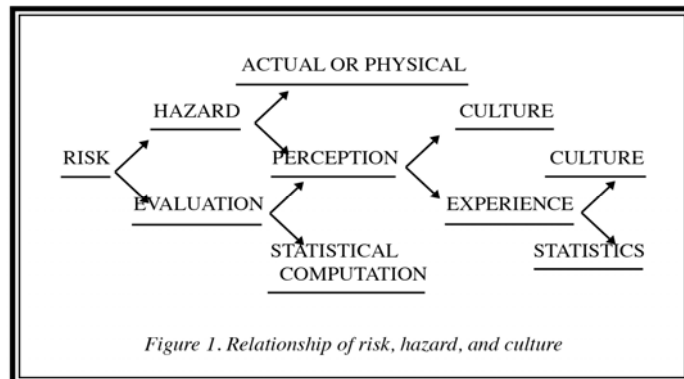 ACTUAL OR PHYSICAL
HAZARD
CULTURE
RISK
PERCEPTION
CULTURE
EVALUATION
EXPERIENCE
STATISTICAL
COMPUTATION
STATISTICS
Figure 1. Relationship of risk, hazard, and culture